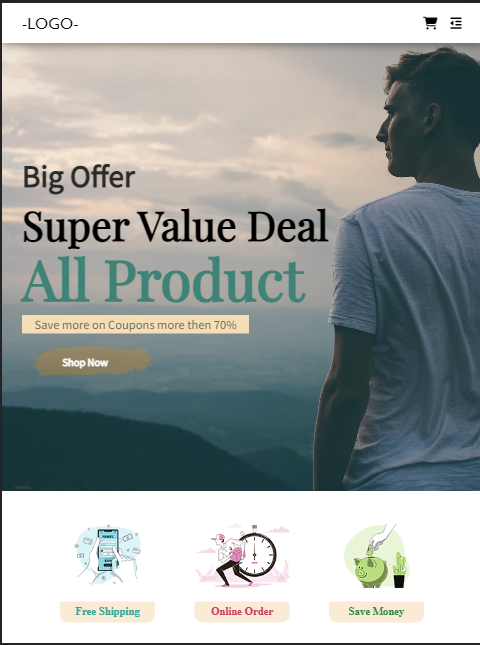 -LOGO-
Big Offer
Super Value Deal
All Product
Save more on Coupons more then 70%
Shop Now
Free Shipping
Online Order
Save Money